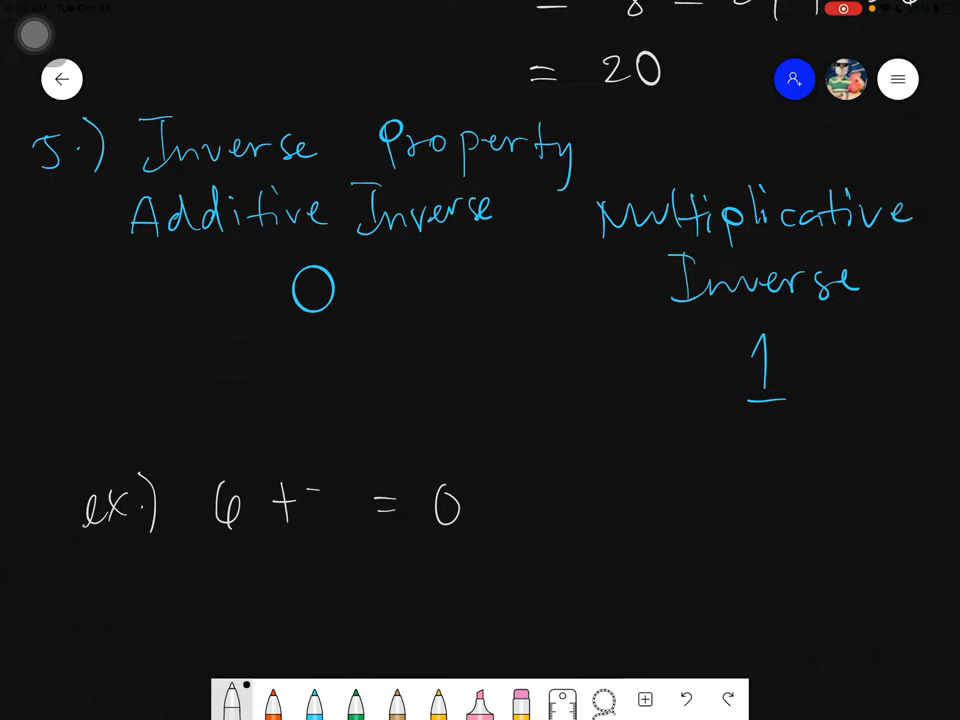 = 20
5.) Inverse Property
Additive Inverse Multiplicative
Inverse
0
1
ex.) 6 + - = 0